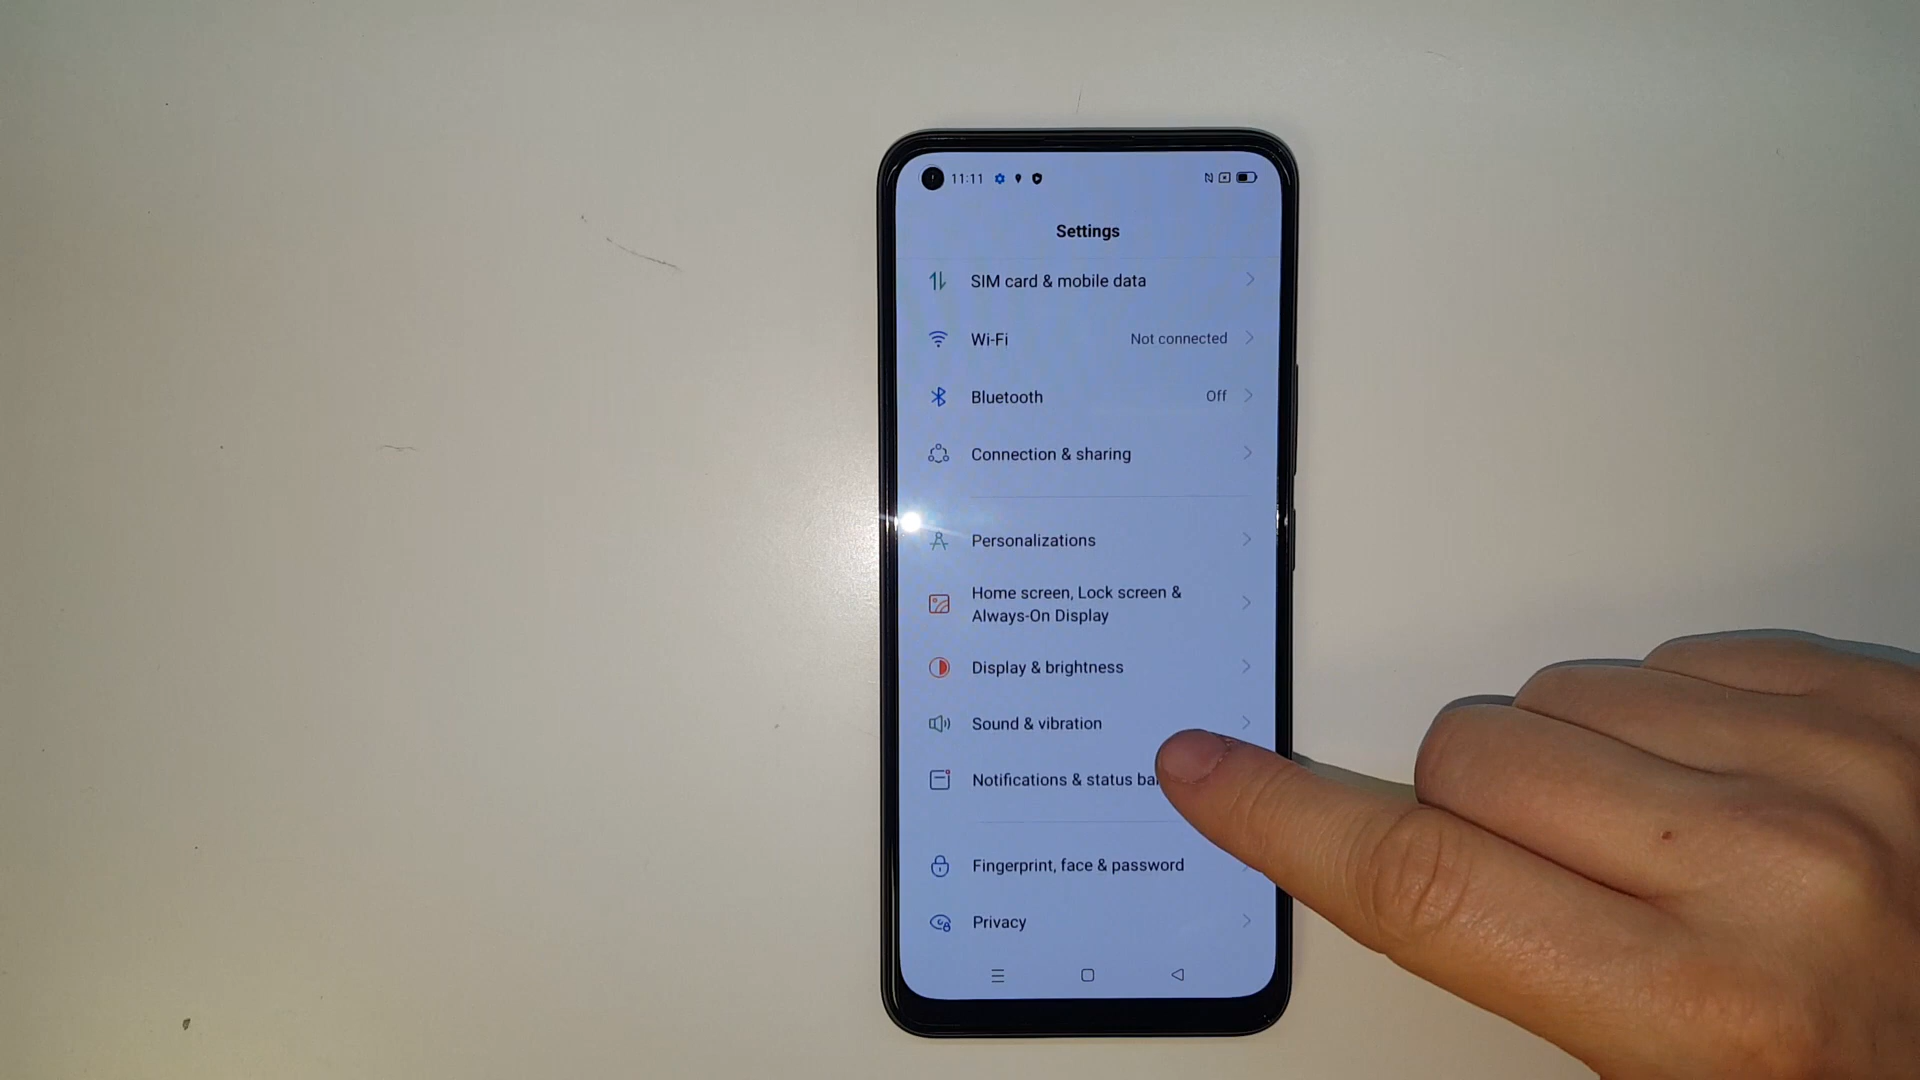 11:11
Settings
SIM card & mobile data
Wi-Fi Not connected
Bluetooth Off
Connection & sharing
Personalizations
Home screen, Lock screen &
Always-On Display
Display & brightness
Sound & vibration
Notifications & status bar
Fingerprint, face & password
Privacy